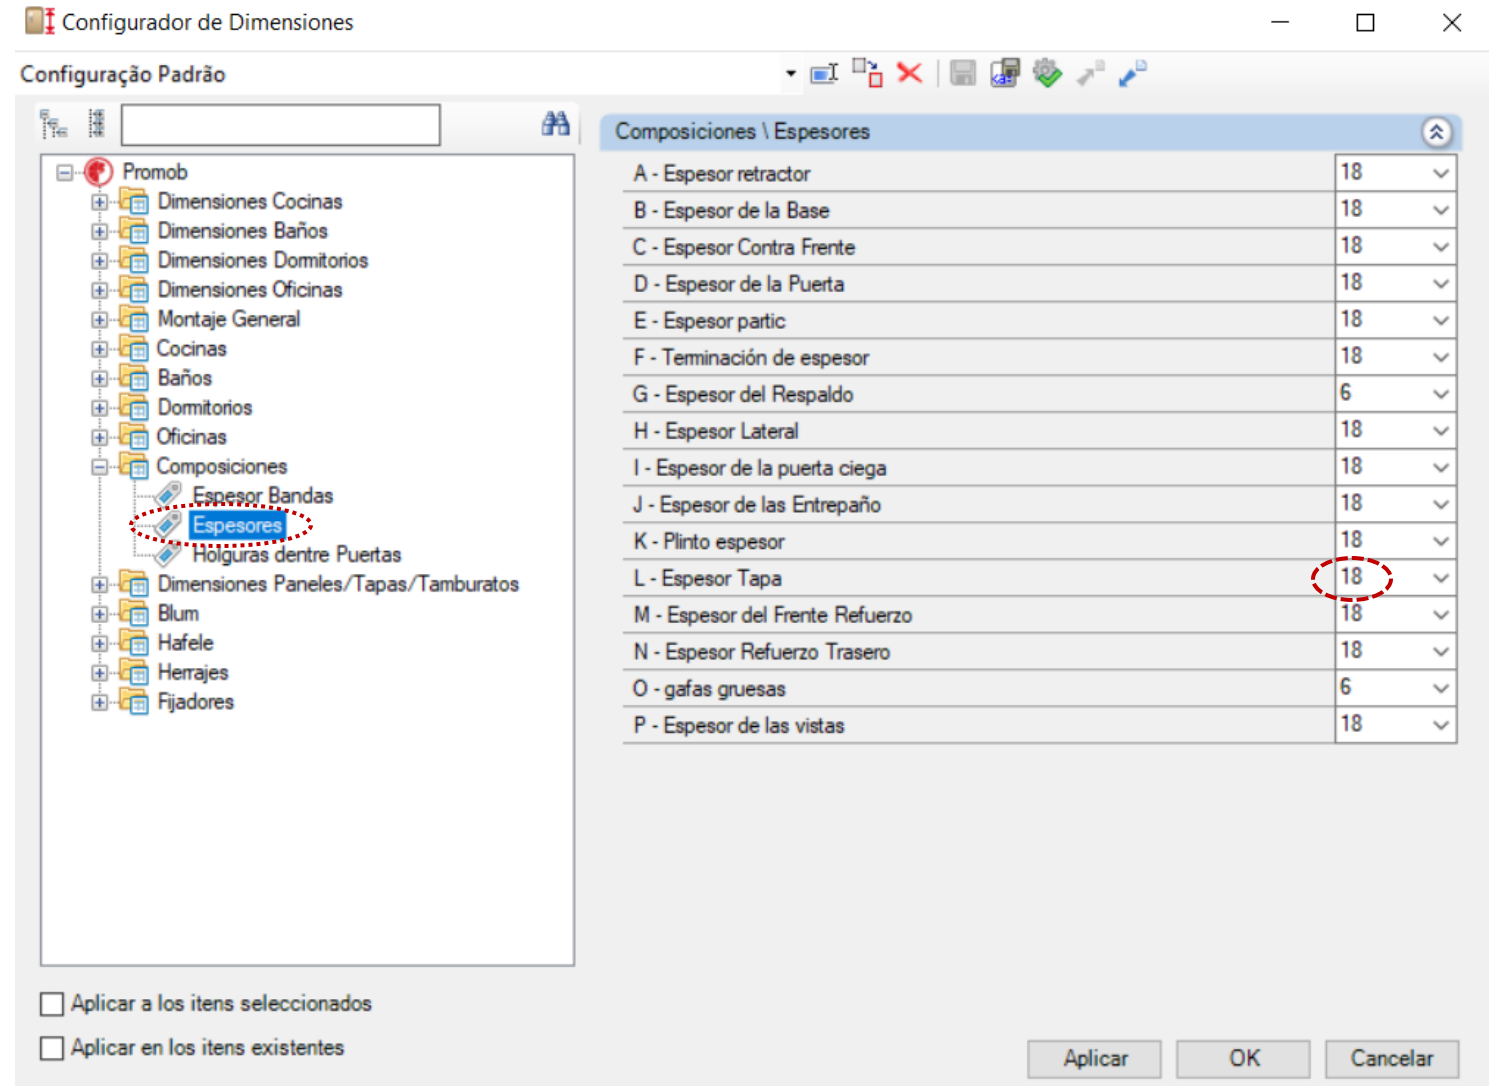 Configurador de Dimensiones
Configuração Padrão
Promob
Dimensiones Cocinas
Dimensiones Baños
Dimensiones Dormitorios
Dimensiones Oficinas
Montaje General
Cocinas
Baños
Dormitorios
Oficinas
Composiciones
Espesor Bandas
Espesores
Holguras dentre Puertas
Dimensiones Paneles/Tapas/Tamburatos
Blum
Hafele
Herrajes
Fijadores
Composiciones \ Espesores
A - Espesor retractor 18
B - Espesor de la Base 18
C - Espesor Contra Frente 18
D - Espesor de la Puerta 18
E - Espesor partic 18
F - Terminación de espesor 18
G - Espesor del Respaldo 6
H - Espesor Lateral 18
I - Espesor de la puerta ciega 18
J - Espesor de las Entrepaño 18
K - Plinto espesor 18
L - Espesor Tapa 18
M - Espesor del Frente Refuerzo 18
N - Espesor Refuerzo Trasero 18
O - gafas gruesas 6
P - Espesor de las vistas 18
Aplicar a los itens seleccionados
Aplicar en los itens existentes
Aplicar OK Cancelar